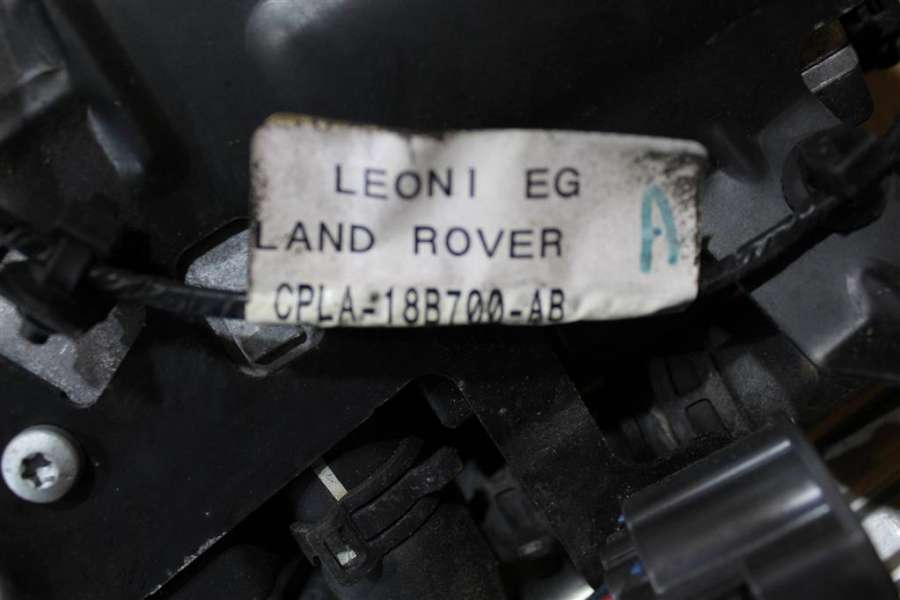 LEONI EG
LAND ROVER
CPLA-18B700-AB
A